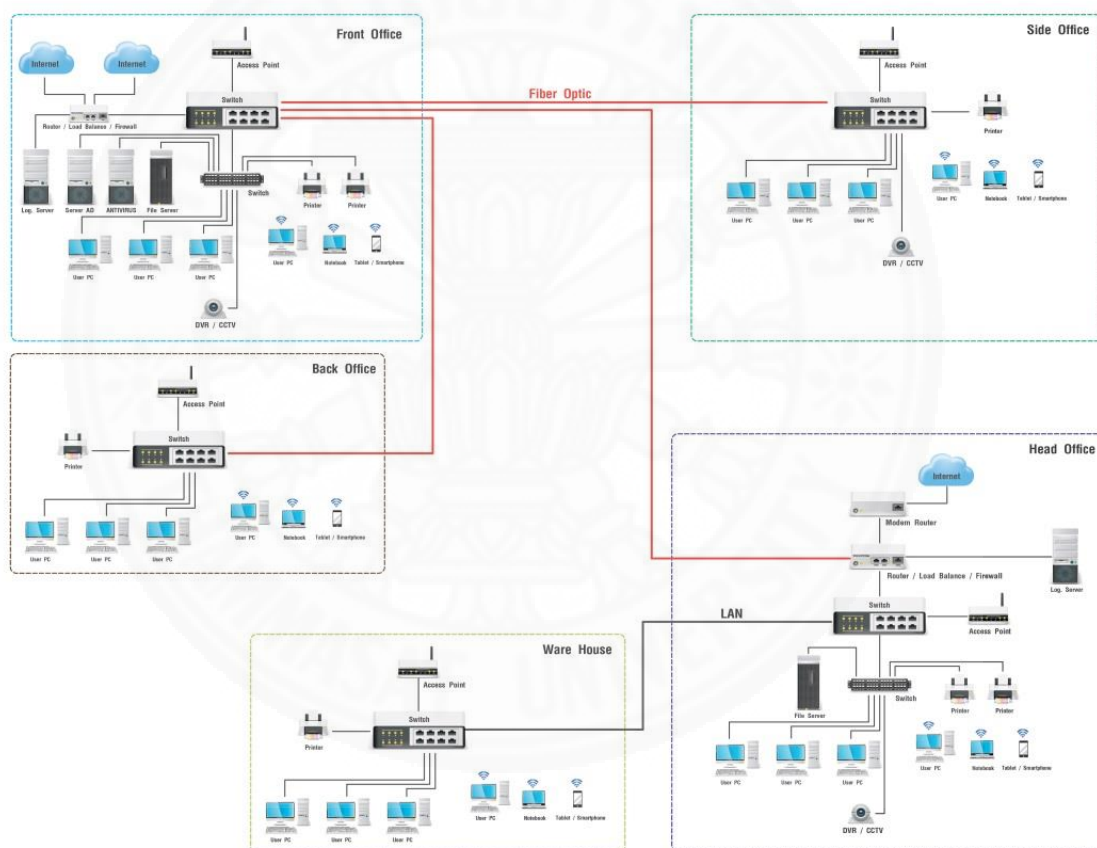 Front Office
Internet
Internet
Access Point
Switch
Router / Load Balance / Firewall
Log. Server
Server AD
ANTIVIRUS
File Server
Switch
Printer
Printer
User PC
User PC
User PC
User PC
Notebook
Tablet / Smartphone
DVR / CCTV
Fiber Optic
Side Office
Access Point
Switch
Printer
User PC
User PC
User PC
User PC
Notebook
Tablet / Smartphone
DVR / CCTV
Back Office
Access Point
Switch
Printer
User PC
User PC
User PC
User PC
Notebook
Tablet / Smartphone
Head Office
Internet
Modem Router
Router / Load Balance / Firewall
Log. Server
Switch
Access Point
File Server
Switch
Printer
Printer
User PC
User PC
User PC
User PC
Notebook
Tablet / Smartphone
DVR / CCTV
LAN
Ware House
Access Point
Switch
Printer
User PC
User PC
User PC
User PC
Notebook
Tablet / Smartphone